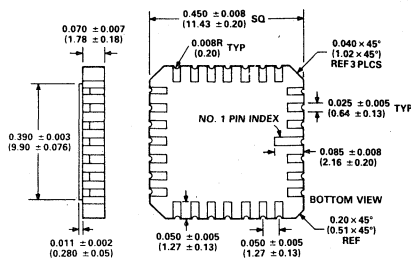 0.070 ±0.007
(1.78 ±0.18)
0.450 ±0.008 SQ
(11.43 ±0.20)
0.008R TYP
(0.20)
0.040 × 45°
(1.02 × 45°)
REF 3 PLCS
0.025 ±0.005 TYP
(0.64 ±0.13)
NO. 1 PIN INDEX
0.390 ±0.003
(9.90 ±0.076)
0.085 ±0.008
(2.16 ±0.20)
BOTTOM VIEW
0.20 × 45°
(0.51 × 45°)
REF
0.011 ±0.002
(0.280 ±0.05)
0.050 ±0.005
(1.27 ±0.13)
0.050 ±0.005
(1.27 ±0.13)